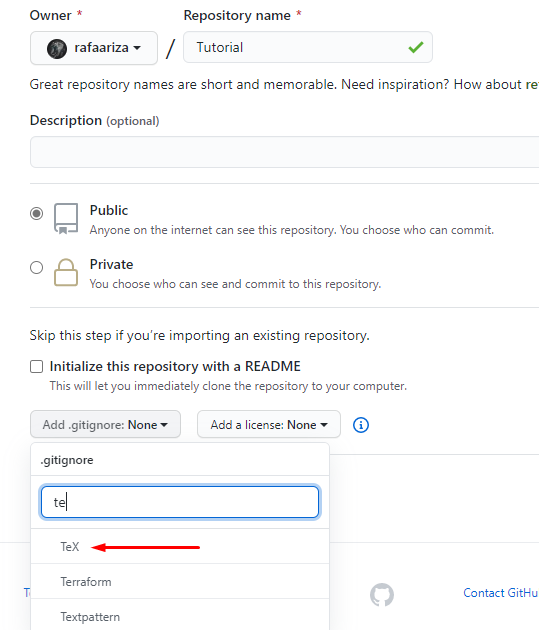 Owner *
Repository name *
rafaariza
/
Tutorial
Great repository names are short and memorable. Need inspiration? How about
Description (optional)
Public
Anyone on the internet can see this repository. You choose who can commit.
Private
You choose who can see and commit to this repository.
Skip this step if you're importing an existing repository.
Initialize this repository with a README
This will let you immediately clone the repository to your computer.
Add .gitignore: None
Add a license: None
.gitignore
te
TeX
Terraform
Contact GitHu
Textpattern